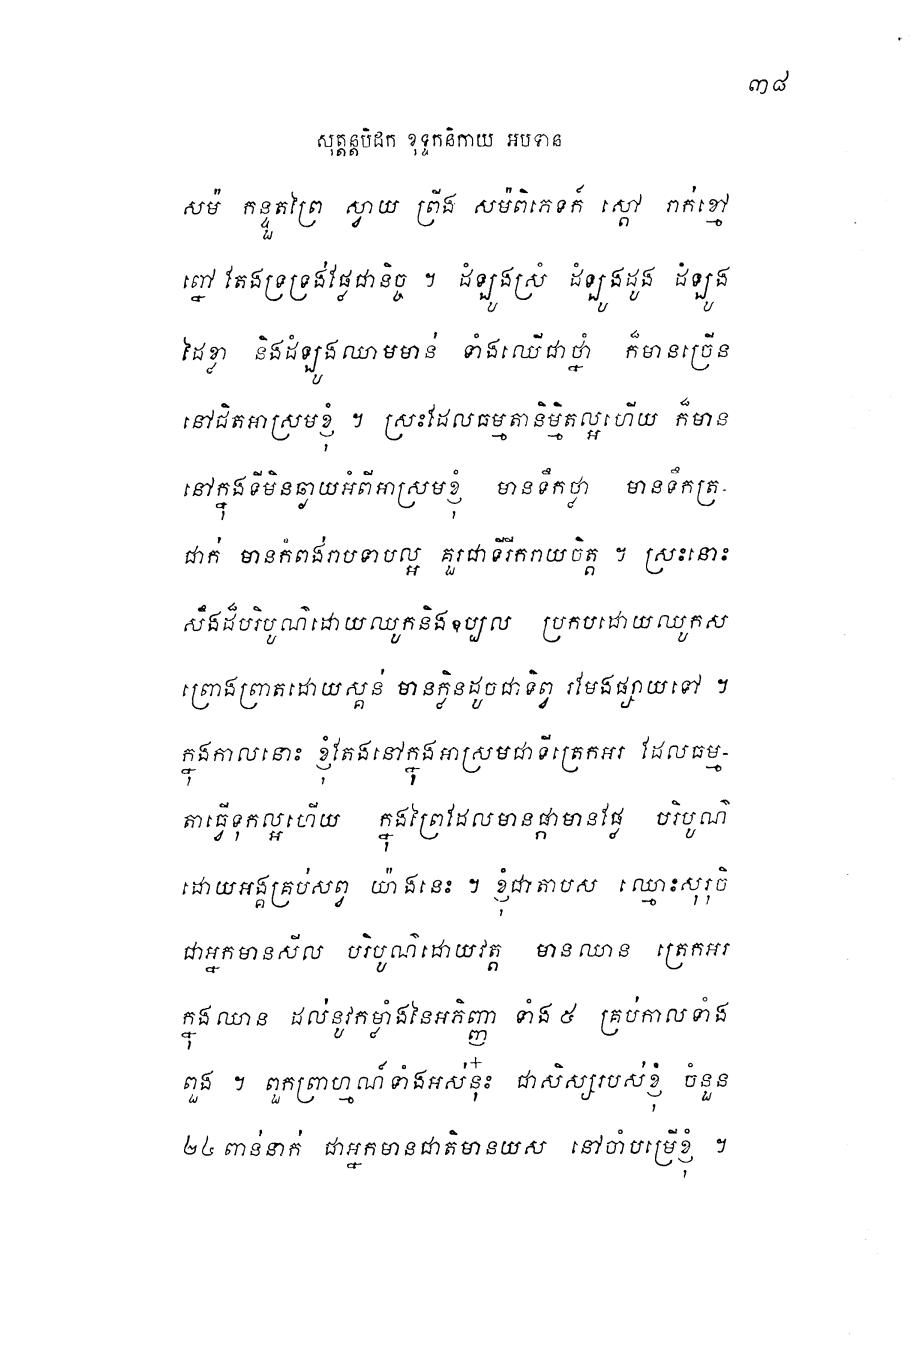 ៣៨
សុត្តន្តបិដក ខុទ្ទកនិកាយ អបទាន
សម៉ កន្ទួតព្រៃ ស្វាយ ព្រីង សម៉ពិភេទក៍ ស្ដៅ រាក់ខ្មៅ
ព្នៅ តែងទ្រទ្រង់ផ្លែជានិច្ច ។ ដំឡូងស្រំ ដំឡូងដូង ដំឡូង
ដៃខ្លា និងដំឡូងឈាមមាន់ ទាំងឈើជាថ្នាំ ក៏មានច្រើន
នៅជិតអាស្រមខ្ញុំ ។ ស្រះដែលធម្មតានិម្មិតល្អហើយ ក៏មាន
នៅក្នុងទីមិនឆ្ងាយអំពីអាស្រមខ្ញុំ មានទឹកថ្លា មានទឹកត្រ-
ជាក់ មានកំពង់រាបទាបល្អ គួរជាទីរីករាយចិត្ត ។ ស្រះនោះ
សឹងដ៏បរិបូណ៌ដោយឈូកនិងឧប្បល ប្រកបដោយឈូកស
ព្រោងព្រាតដោយស្គន់ មានក្លិនដូចជាទិព្វ រមែងផ្សាយទៅ ។
ក្នុងកាលនោះ ខ្ញុំតែងនៅក្នុងអាស្រមជាទីត្រេកអរ ដែលធម្ម-
តាធ្វើទុកល្អហើយ ក្នុងព្រៃដែលមានផ្កាមានផ្លែ បរិបូណ៌
ដោយអង្គគ្រប់សព្វ យ៉ាងនេះ ។ ខ្ញុំជាតាបស ឈ្មោះសុរុចិ
ជាអ្នកមានសីល បរិបូណ៌ដោយវត្ត មានឈាន ត្រេកអរ
ក្នុងឈាន ដល់នូវកម្លាំងនៃអភិញ្ញា ទាំង ៥ គ្រប់កាលទាំង
ពួង ។ ពួកព្រាហ្មណ៍ទាំងអស់នុ៎ះ ជាសិស្សរបស់ខ្ញុំ ចំនួន
២៤ ពាន់នាក់ ជាអ្នកមានជាតិមានយស នៅចាំបម្រើខ្ញុំ ។